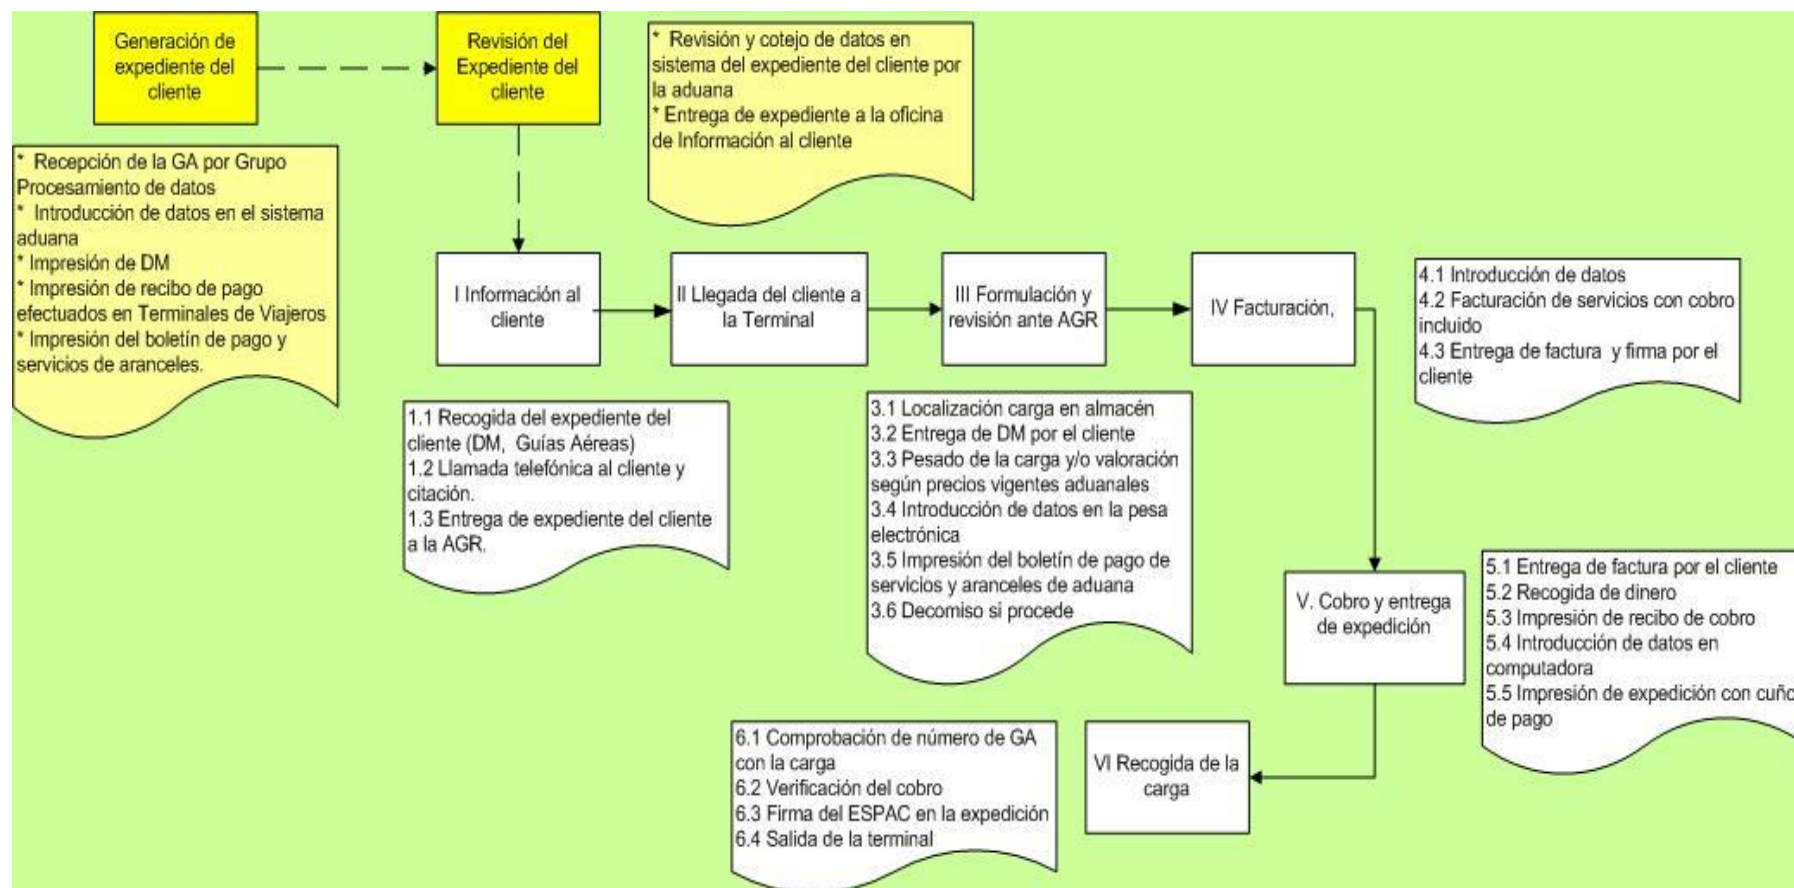 Generación de
expediente del
cliente
Revisión del
Expediente del
cliente
* Revisión y cotejo de datos en
sistema del expediente del cliente por
la aduana
* Entrega de expediente a la oficina
de Información al cliente
* Recepción de la GA por Grupo
Procesamiento de datos
* Introducción de datos en el sistema
aduana
* Impresión de DM
* Impresión de recibo de pago
efectuados en Terminales de Viajeros
* Impresión del boletín de pago y
servicios de aranceles.
I Información al
cliente
II Llegada del cliente a
la Terminal
III Formulación y
revisión ante AGR
IV Facturación,
4.1 Introducción de datos
4.2 Facturación de servicios con cobro
incluido
4.3 Entrega de factura y firma por el
cliente
1.1 Recogida del expediente del
cliente (DM, Guías Aéreas)
1.2 Llamada telefónica al cliente y
citación.
1.3 Entrega de expediente del cliente
a la AGR.
3.1 Localización carga en almacén
3.2 Entrega de DM por el cliente
3.3 Pesado de la carga y/o valoración
según precios vigentes aduanales
3.4 Introducción de datos en la pesa
electrónica
3.5 Impresión del boletín de pago de
servicios y aranceles de aduana
3.6 Decomiso si procede
V. Cobro y entrega
de expedición
5.1 Entrega de factura por el cliente
5.2 Recogida de dinero
5.3 Impresión de recibo de cobro
5.4 Introducción de datos en
computadora
5.5 Impresión de expedición con cuño
de pago
6.1 Comprobación de número de GA
con la carga
6.2 Verificación del cobro
6.3 Firma del ESPAC en la expedición
6.4 Salida de la terminal
VI Recogida de la
carga